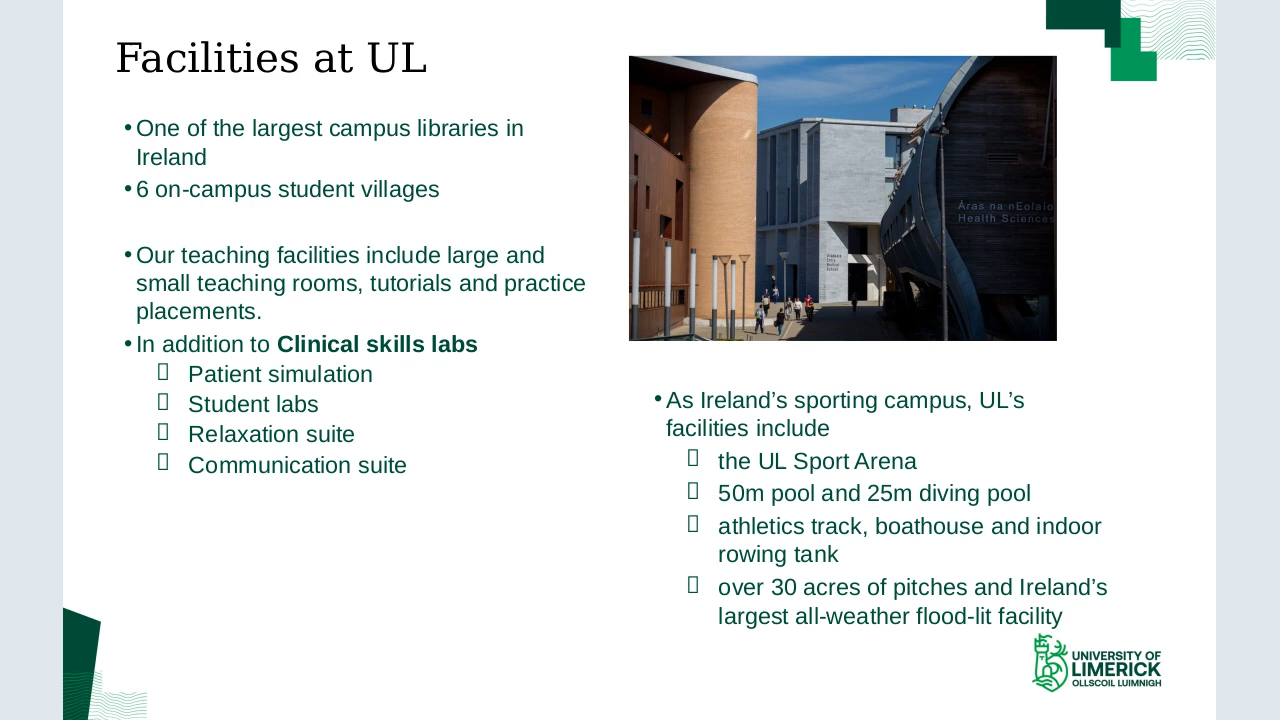 Facilities at UL
• One of the largest campus libraries in
Ireland
• 6 on-campus student villages
• Our teaching facilities include large and
small teaching rooms, tutorials and practice
placements.
• In addition to Clinical skills labs
Patient simulation
Student labs
Relaxation suite
Communication suite
Áras na nEolaío
Health Sciences
• As Ireland’s sporting campus, UL’s
facilities include
the UL Sport Arena
50m pool and 25m diving pool
athletics track, boathouse and indoor
rowing tank
over 30 acres of pitches and Ireland’s
largest all-weather flood-lit facility
UNIVERSITY OF
LIMERICK
OLLSCOIL LUIMNIGH